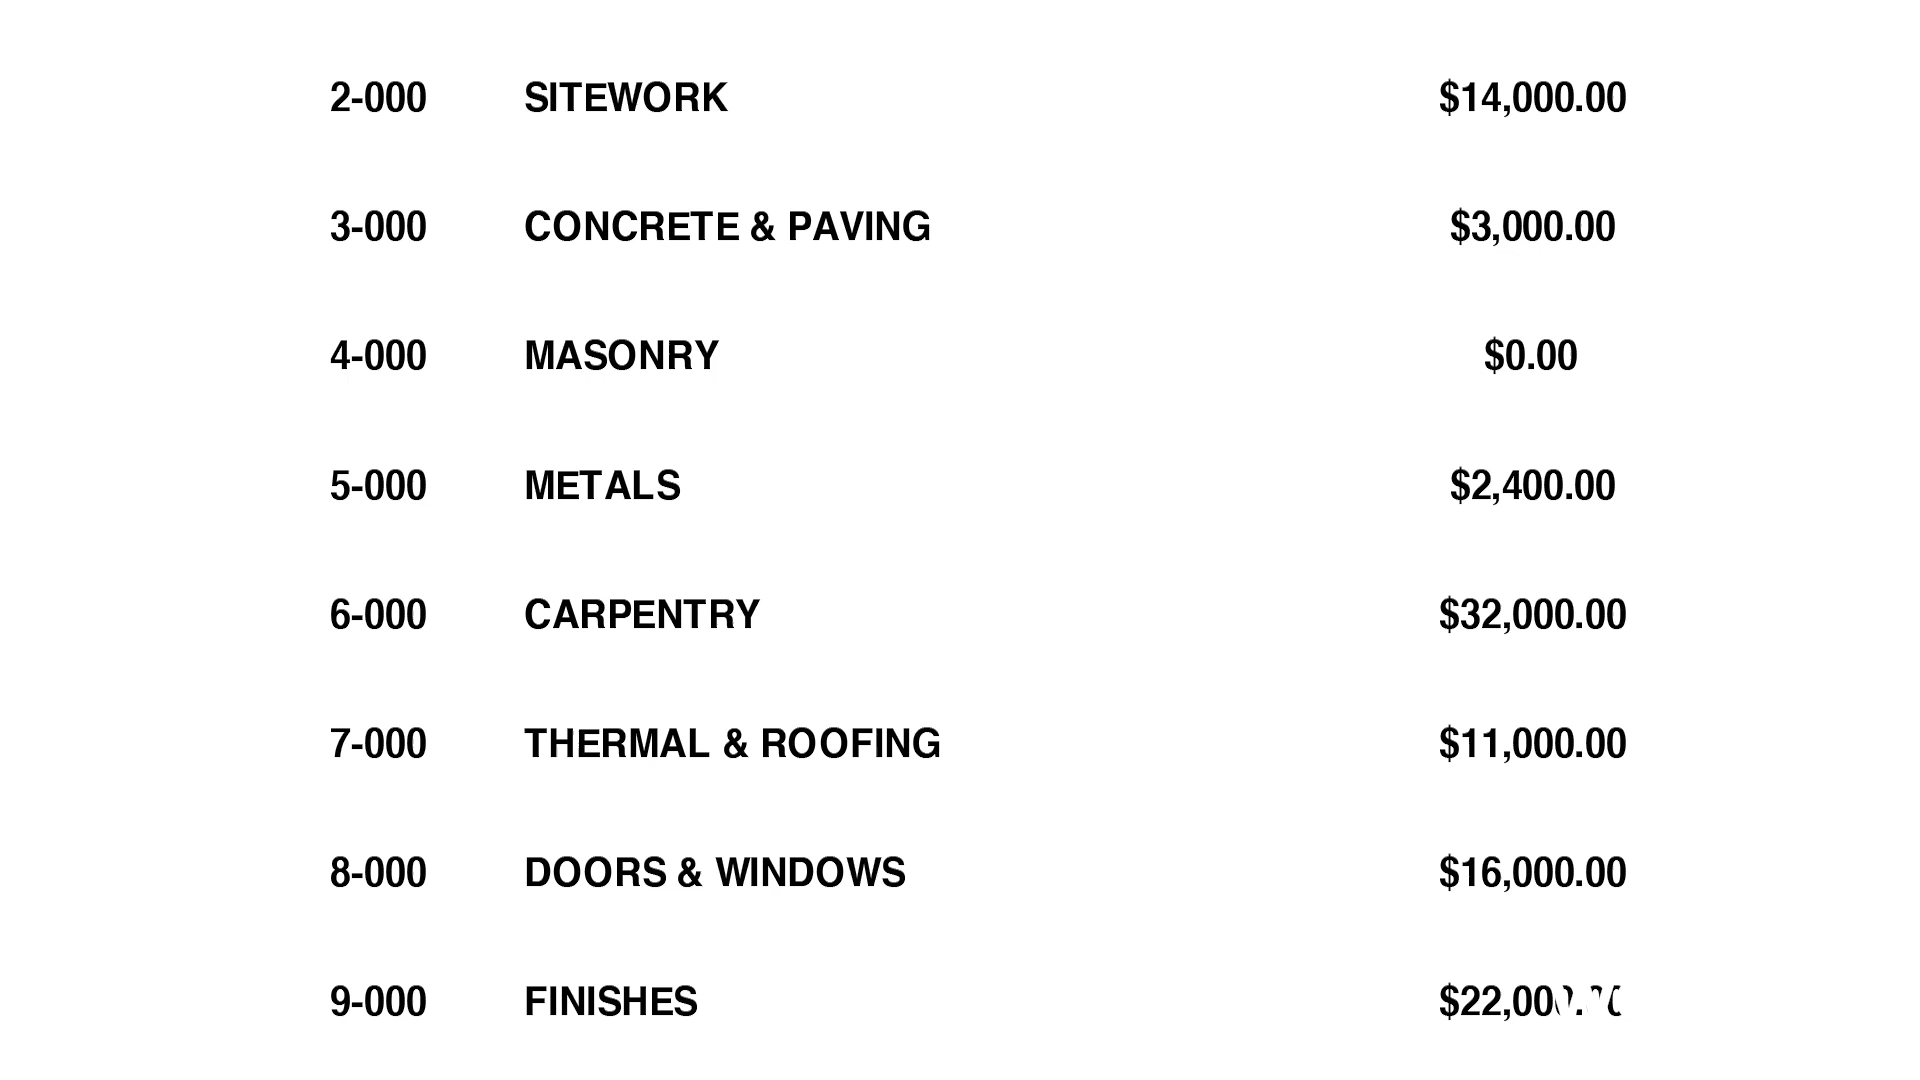 2-000 SITEWORK $14,000.00
3-000 CONCRETE & PAVING $3,000.00
4-000 MASONRY $0.00
5-000 METALS $2,400.00
6-000 CARPENTRY $32,000.00
7-000 THERMAL & ROOFING $11,000.00
8-000 DOORS & WINDOWS $16,000.00
9-000 FINISHES